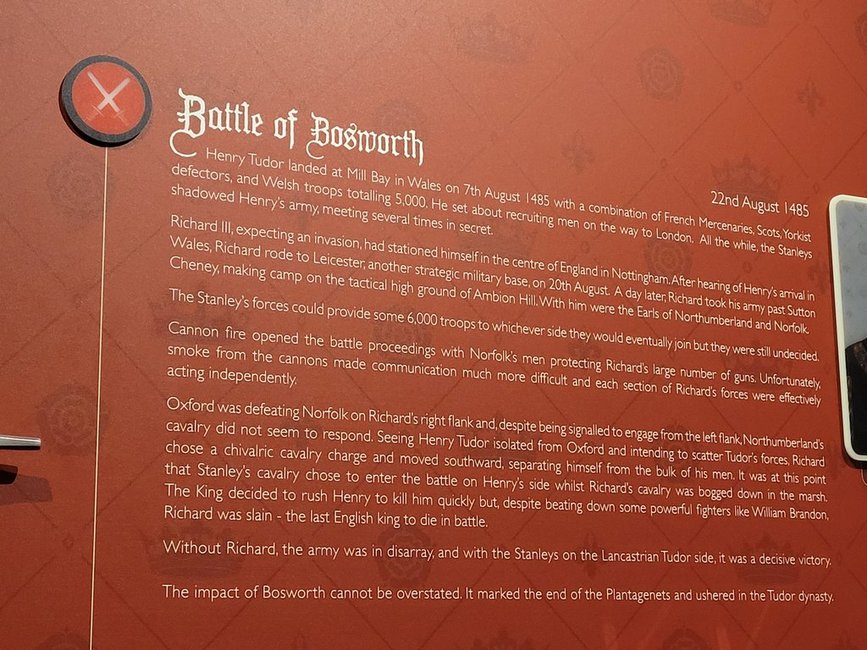 Battle of Bosworth
22nd August 1485
Henry Tudor landed at Mill Bay in Wales on 7th August 1485 with a combination of French Mercenaries, Scots, Yorkist
defectors, and Welsh troops totalling 5,000. He set about recruiting men on the way to London. All the while, the Stanleys
shadowed Henry's army, meeting several times in secret.
Richard III, expecting an invasion, had stationed himself in the centre of England in Nottingham. After hearing of Henry's arrival in
Wales, Richard rode to Leicester, another strategic military base, on 20th August. A day later, Richard took his army past Sutton
Cheney, making camp on the tactical high ground of Ambion Hill. With him were the Earls of Northumberland and Norfolk.
The Stanley's forces could provide some 6,000 troops to whichever side they would eventually join but they were still undecided.
Cannon fire opened the battle proceedings with Norfolk's men protecting Richard's large number of guns. Unfortunately,
smoke from the cannons made communication much more difficult and each section of Richard's forces were effectively
acting independently.
Oxford was defeating Norfolk on Richard's right flank and, despite being signalled to engage from the left flank, Northumberland's
cavalry did not seem to respond. Seeing Henry Tudor isolated from Oxford and intending to scatter Tudor's forces, Richard
chose a chivalric cavalry charge and moved southward, separating himself from the bulk of his men. It was at this point
that Stanley's cavalry chose to enter the battle on Henry's side whilst Richard's cavalry was bogged down in the marsh.
The King decided to rush Henry to kill him quickly but, despite beating down some powerful fighters like William Brandon,
Richard was slain - the last English king to die in battle.
Without Richard, the army was in disarray, and with the Stanleys on the Lancastrian Tudor side, it was a decisive victory.
The impact of Bosworth cannot be overstated. It marked the end of the Plantagenets and ushered in the Tudor dynasty.